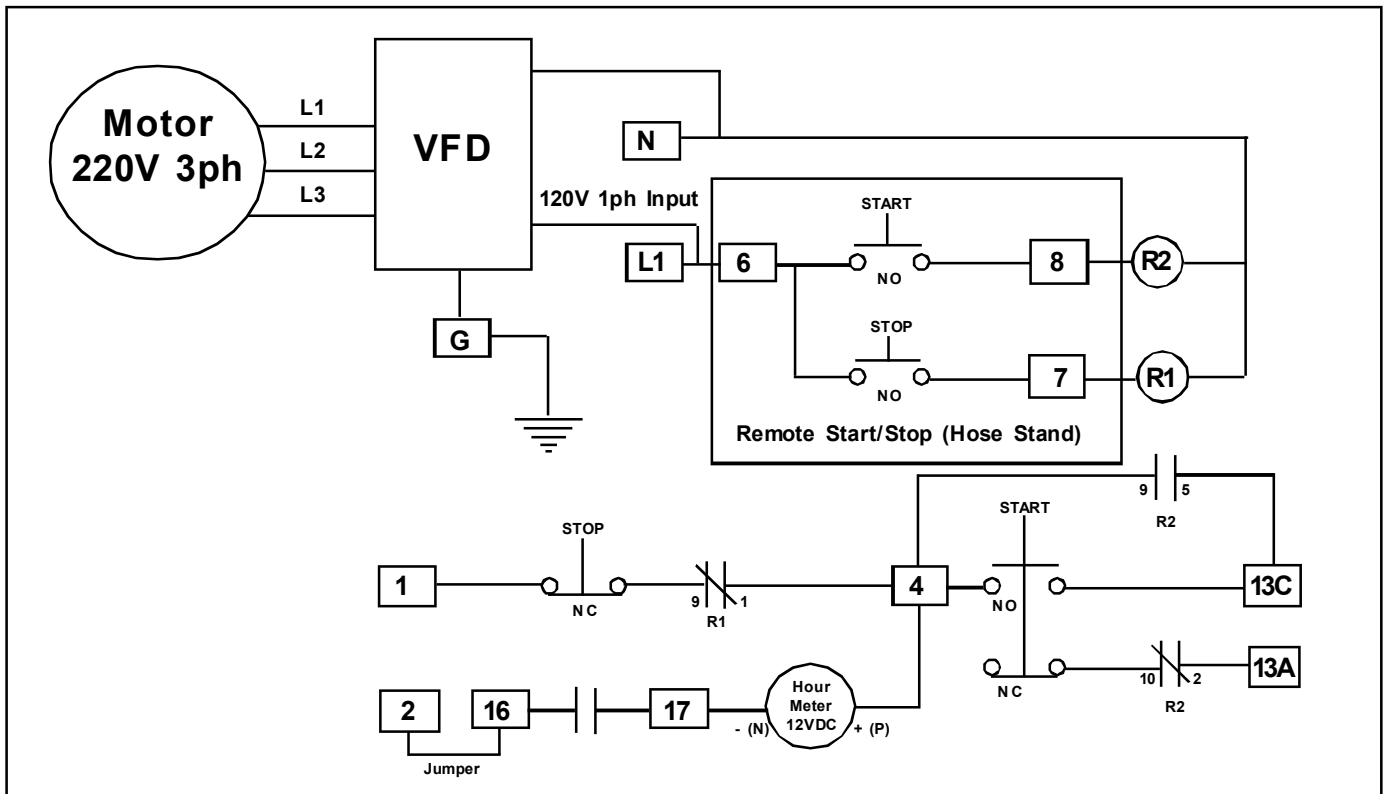 Motor
220V 3ph
L1
L2
L3
VFD
G
N
120V 1ph Input
L1
6
START
NO
8
R2
STOP
NO
7
R1
Remote Start/Stop (Hose Stand)
9
5
R2
START
1
STOP
NC
9
1
R1
4
NO
13C
NC
10
2
R2
13A
2
16
Jumper
17
Hour
Meter
12VDC
- (N)
+ (P)